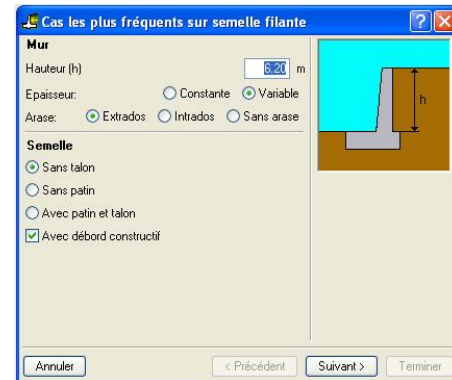 Cas les plus fréquents sur semelle filante
Mur
Hauteur (h) 6.20 m
Epaisseur: Constante Variable
Arase: Extrados Intrados Sans arase
h
Semelle
Sans talon
Sans patin
Avec patin et talon
Avec débord constructif
Annuler < Précédent Suivant > Terminer